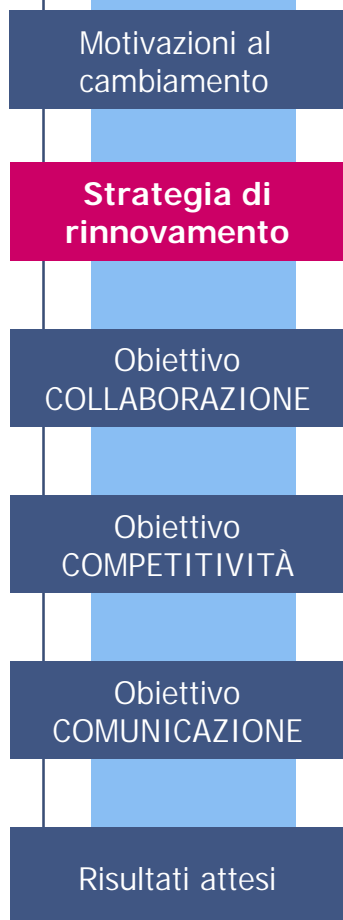 Motivazioni al
cambiamento
Strategia di
rinnovamento
Obiettivo
COLLABORAZIONE
Obiettivo
COMPETITIVITÀ
Obiettivo
COMUNICAZIONE
Risultati attesi